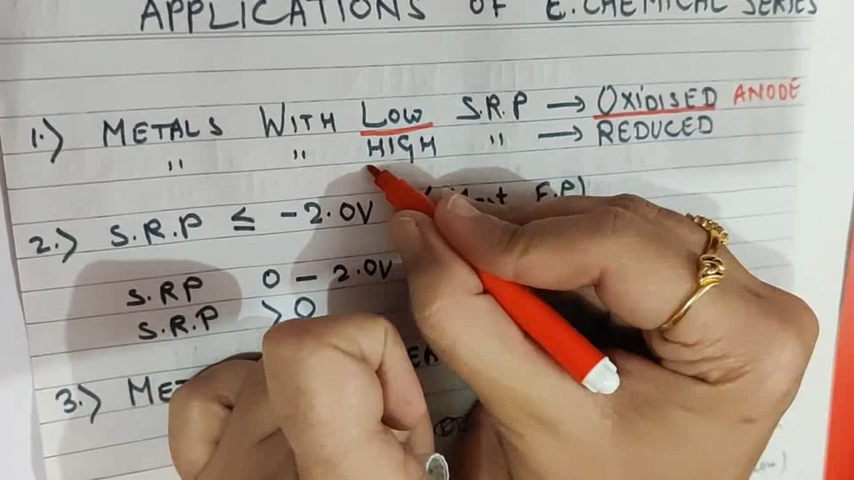 APPLICATIONS OF E.CHEMICAL SERIES
1.) METALS WITH LOW S.R.P → OXIDISED ANODE
" " HIGH " → REDUCED
2.) S.R.P ≤ -2.0V E.P)
S.RP 0 - 2.0V
S.R.P >0
3.)